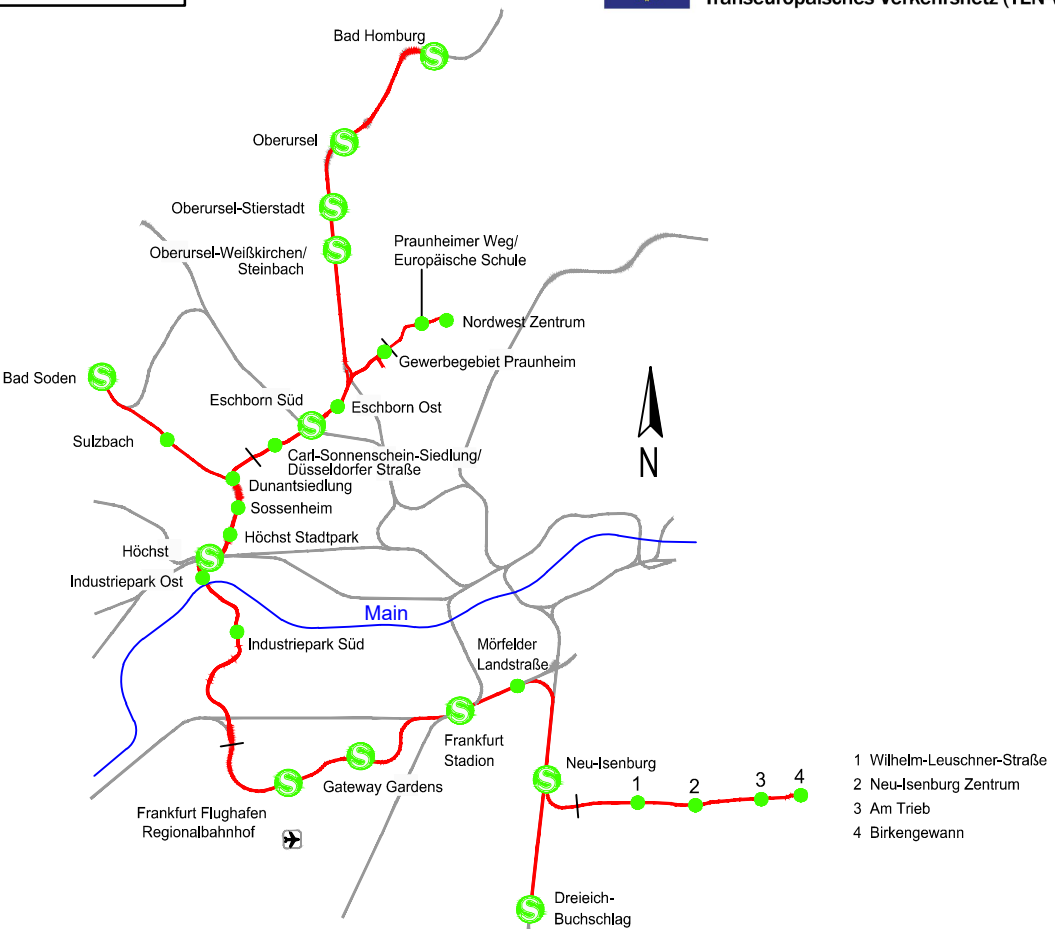 Bad Homburg
Oberursel
Oberursel-Stierstadt
Oberursel-Weißkirchen/
Steinbach
Praunheimer Weg/
Europäische Schule
Nordwest Zentrum
Gewerbegebiet Praunheim
Bad Soden
Eschborn Süd
Eschborn Ost
Sulzbach
Carl-Sonnenschein-Siedlung/
Düsseldorfer Straße
Dunantsiedlung
N
Sossenheim
Höchst Stadtpark
Höchst
Industriepark Ost
Main
Industriepark Süd
Mörfelder
Landstraße
Frankfurt
Stadion
Neu-Isenburg
Gateway Gardens
Frankfurt Flughafen
Regionalbahnhof
1 2 3 4
1 Wilhelm-Leuschner-Straße
2 Neu-Isenburg Zentrum
3 Am Trieb
4 Birkengewann
Dreieich-
Buchschlag